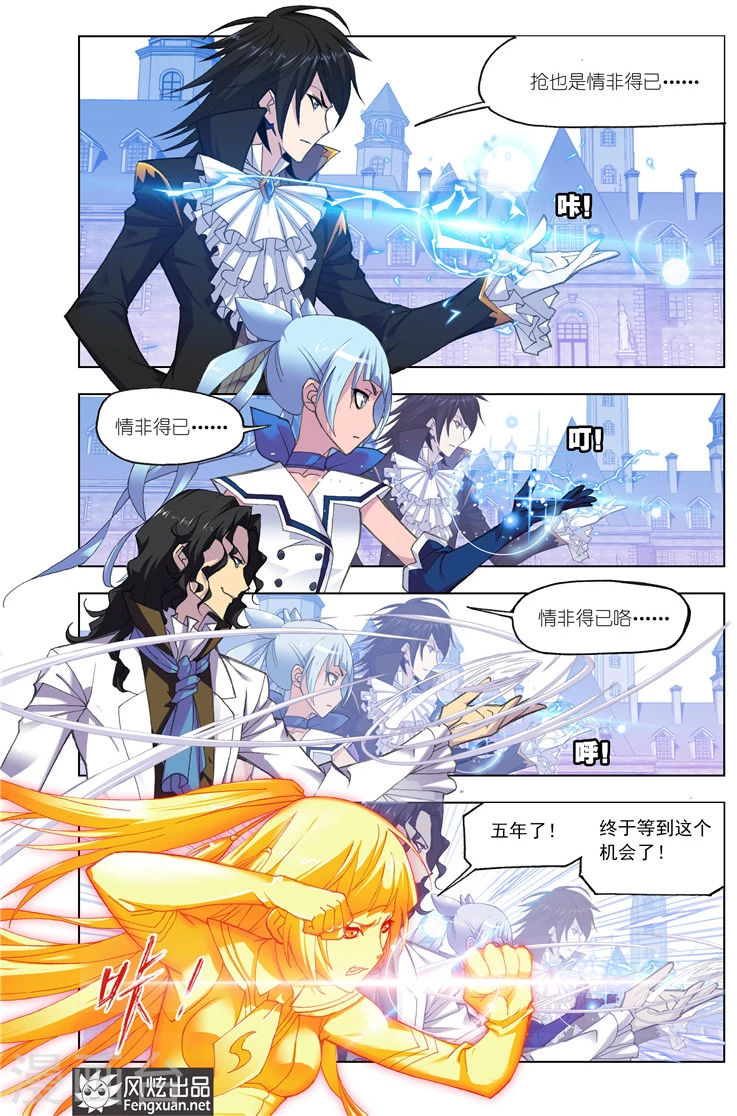 抢也是情非得已……
咔!
情非得已……
叮!
情非得已咯……
呼!
五年了!
终于等到这个
机会了!
咔!
风炫出品
Fengxuan.net